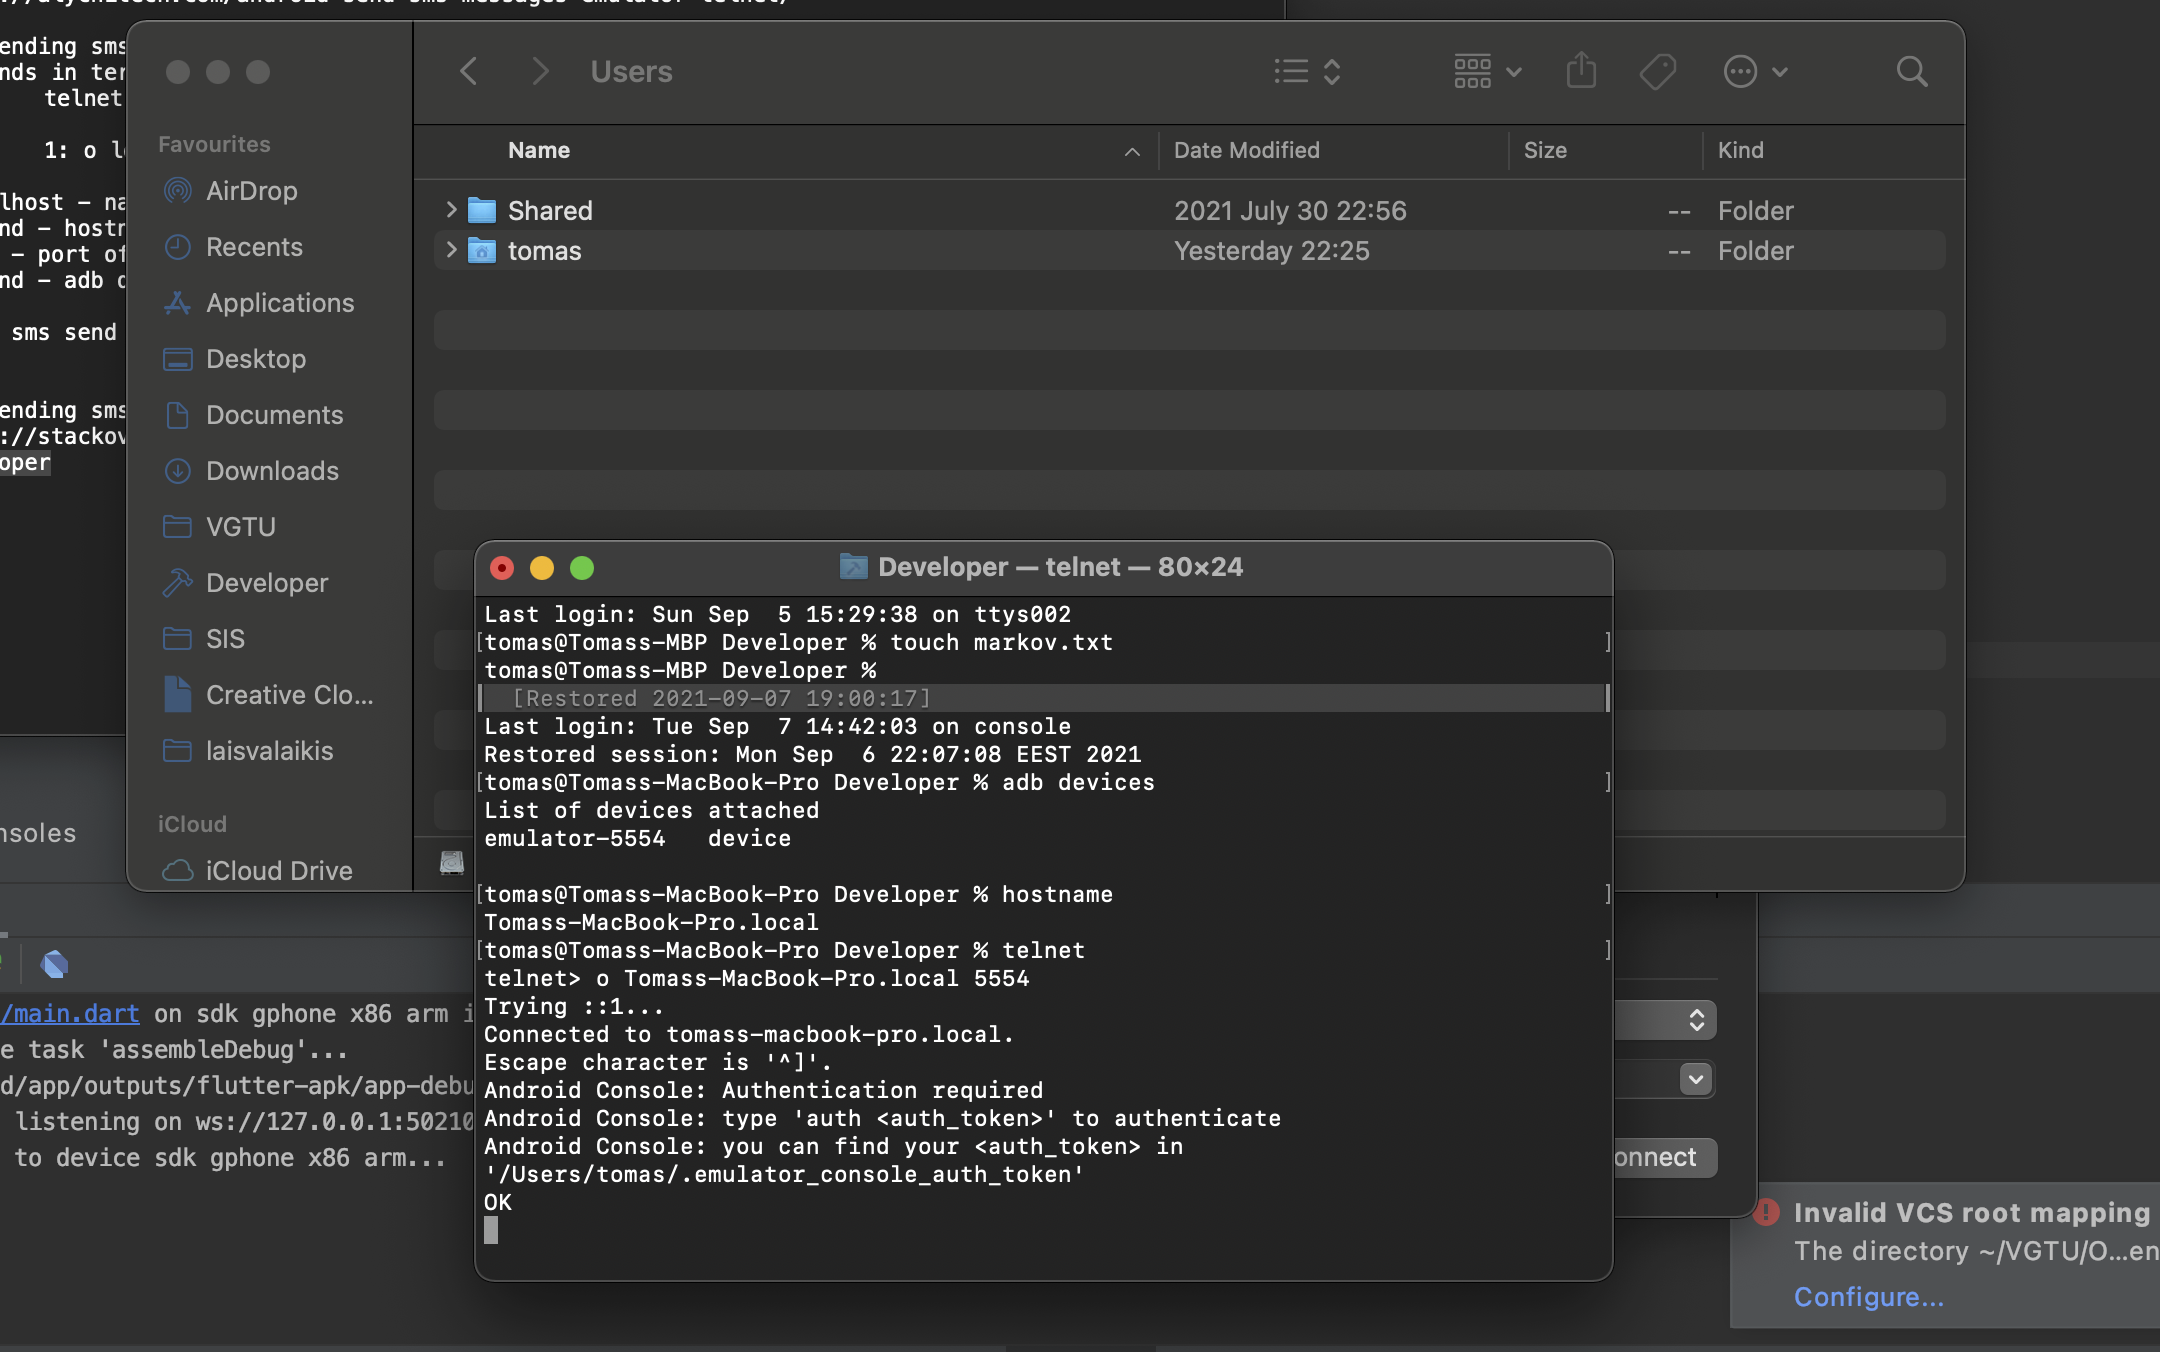 ://alycmitech.com/android-send-sms-messages-emulator-telnet/
ending sms
nds in ter
telnet
1: o l
lhost – na
nd – hostn
– port of
nd – adb d
sms send
ending sms
://stackov
oper
Users
Favourites
AirDrop
Recents
Applications
Desktop
Documents
Downloads
VGTU
Developer
SIS
Creative Clo...
laisvalaikis
iCloud
iCloud Drive
Name Date Modified Size Kind
Shared 2021 July 30 22:56 -- Folder
tomas Yesterday 22:25 -- Folder
Developer — telnet — 80×24
Last login: Sun Sep  5 15:29:38 on ttys002
[tomas@Tomass-MBP Developer % touch markov.txt ]
tomas@Tomass-MBP Developer %
[Restored 2021-09-07 19:00:17]
Last login: Tue Sep  7 14:42:03 on console
Restored session: Mon Sep  6 22:07:08 EEST 2021
[tomas@Tomass-MacBook-Pro Developer % adb devices ]
List of devices attached
emulator-5554   device
[tomas@Tomass-MacBook-Pro Developer % hostname ]
Tomass-MacBook-Pro.local
[tomas@Tomass-MacBook-Pro Developer % telnet ]
telnet> o Tomass-MacBook-Pro.local 5554
Trying ::1...
Connected to tomass-macbook-pro.local.
Escape character is '^]'.
Android Console: Authentication required
Android Console: type 'auth <auth_token>' to authenticate
Android Console: you can find your <auth_token> in
'/Users/tomas/.emulator_console_auth_token'
OK
nsoles
/main.dart on sdk gphone x86 arm i
e task 'assembleDebug'...
d/app/outputs/flutter-apk/app-debu
listening on ws://127.0.0.1:50210
to device sdk gphone x86 arm...
onnect
Invalid VCS root mapping
The directory ~/VGTU/O...en
Configure...